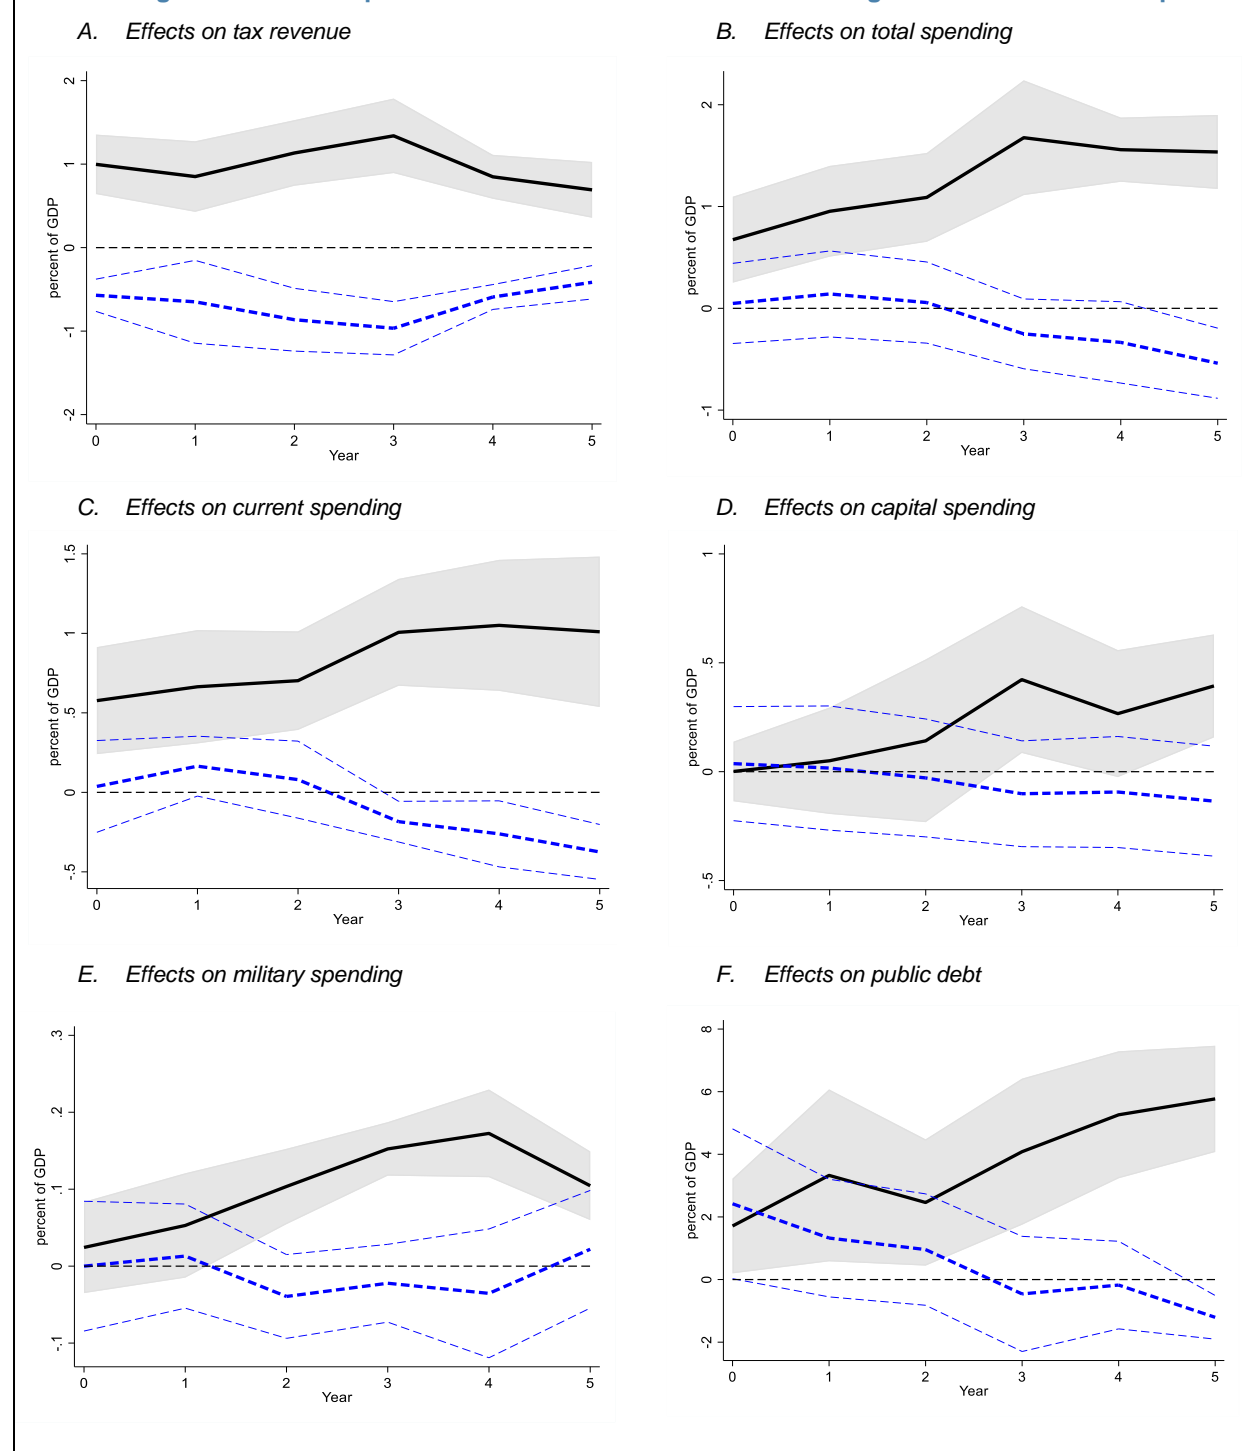 A. Effects on tax revenue
B. Effects on total spending
percent of GDP
2
1
0
-1
-2
0 1 2 3 4 5
Year
percent of GDP
2
1
0
-1
0 1 2 3 4 5
Year
C. Effects on current spending
D. Effects on capital spending
percent of GDP
1.5
1
.5
0
-.5
0 1 2 3 4 5
Year
percent of GDP
1
.5
0
-.5
0 1 2 3 4 5
Year
E. Effects on military spending
F. Effects on public debt
percent of GDP
.3
.2
.1
0
-.1
0 1 2 3 4 5
Year
percent of GDP
8
6
4
2
0
-2
0 1 2 3 4 5
Year